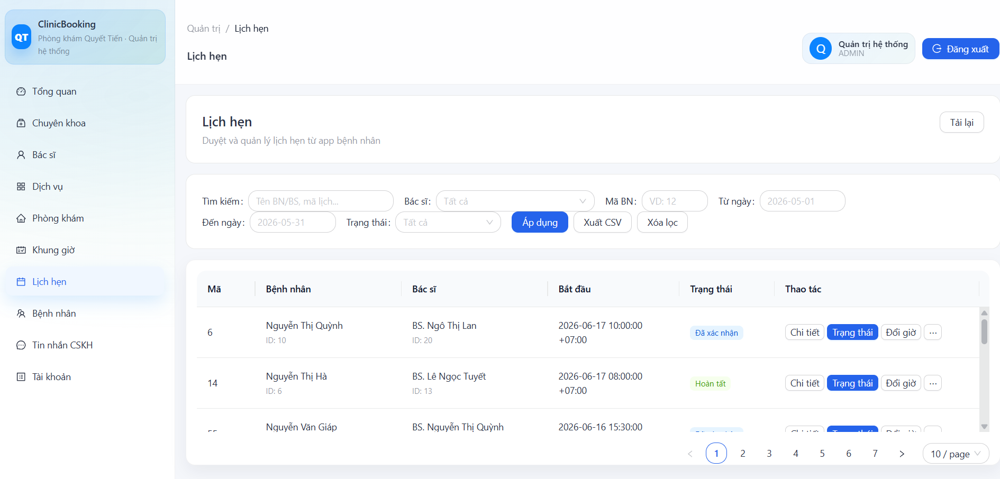 QT
ClinicBooking
Phòng khám Quyết Tiến · Quản trị
hệ thống
Tổng quan
Chuyên khoa
Bác sĩ
Dịch vụ
Phòng khám
Khung giờ
Lịch hẹn
Bệnh nhân
Tin nhắn CSKH
Tài khoản
Quản trị / Lịch hẹn
Lịch hẹn
Q
Quản trị hệ thống
ADMIN
Đăng xuất
Lịch hẹn
Duyệt và quản lý lịch hẹn từ app bệnh nhân
Tải lại
Tìm kiếm: Tên BN/BS, mã lịch... Bác sĩ: Tất cả Mã BN: VD: 12 Từ ngày: 2026-05-01
Đến ngày: 2026-05-31 Trạng thái: Tất cả Áp dụng Xuất CSV Xóa lọc
Mã Bệnh nhân Bác sĩ Bắt đầu Trạng thái Thao tác
6 Nguyễn Thị Quỳnh BS. Ngô Thị Lan 2026-06-17 10:00:00 Đã xác nhận Chi tiết Trạng thái Đổi giờ ...
ID: 10 ID: 20 +07:00
14 Nguyễn Thị Hà BS. Lê Ngọc Tuyết 2026-06-17 08:00:00 Hoàn tất Chi tiết Trạng thái Đổi giờ ...
ID: 6 ID: 13 +07:00
Nguyễn Văn Giáp BS. Nguyễn Thị Quỳnh 2026-06-16 15:30:00
< 1 2 3 4 5 6 7 > 10 / page